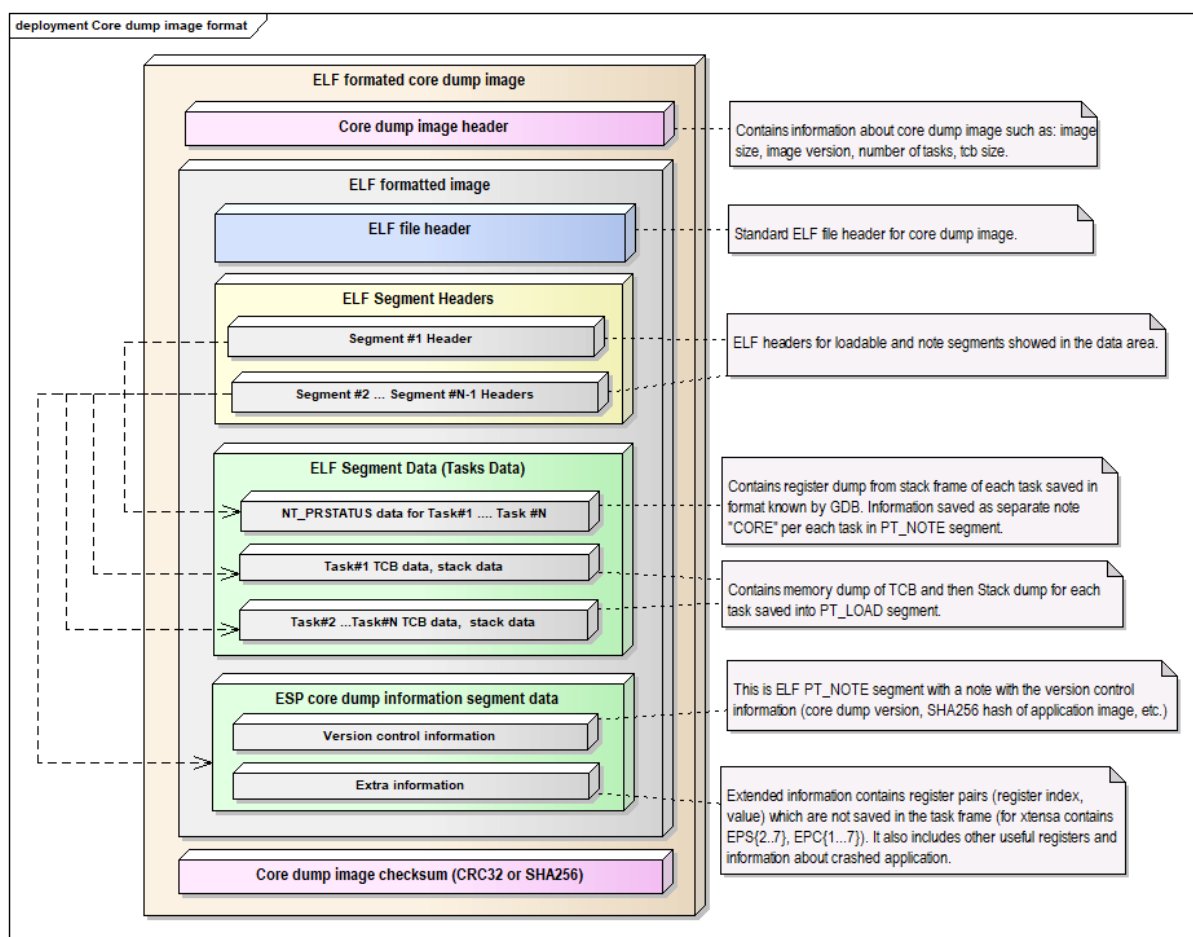 deployment Core dump image format
ELF formated core dump image
Core dump image header
Contains information about core dump image such as: image
size, image version, number of tasks, tcb size.
ELF formatted image
ELF file header
Standard ELF file header for core dump image.
ELF Segment Headers
Segment #1 Header
ELF headers for loadable and note segments showed in the data area.
Segment #2 ... Segment #N-1 Headers
ELF Segment Data (Tasks Data)
NT_PRSTATUS data for Task#1 .... Task #N
Contains register dump from stack frame of each task saved in
format known by GDB. Information saved as separate note
"CORE" per each task in PT_NOTE segment.
Task#1 TCB data, stack data
Task#2 ...Task#N TCB data,  stack data
Contains memory dump of TCB and then Stack dump for each
task saved into PT_LOAD segment.
ESP core dump information segment data
Version control information
This is ELF PT_NOTE segment with a note with the version control
information (core dump version, SHA256 hash of application image, etc.)
Extra information
Extended information contains register pairs (register index,
value) which are not saved in the task frame (for xtensa contains
EPS{2..7}, EPC{1...7}). It also includes other useful registers and
information about crashed application.
Core dump image checksum (CRC32 or SHA256)